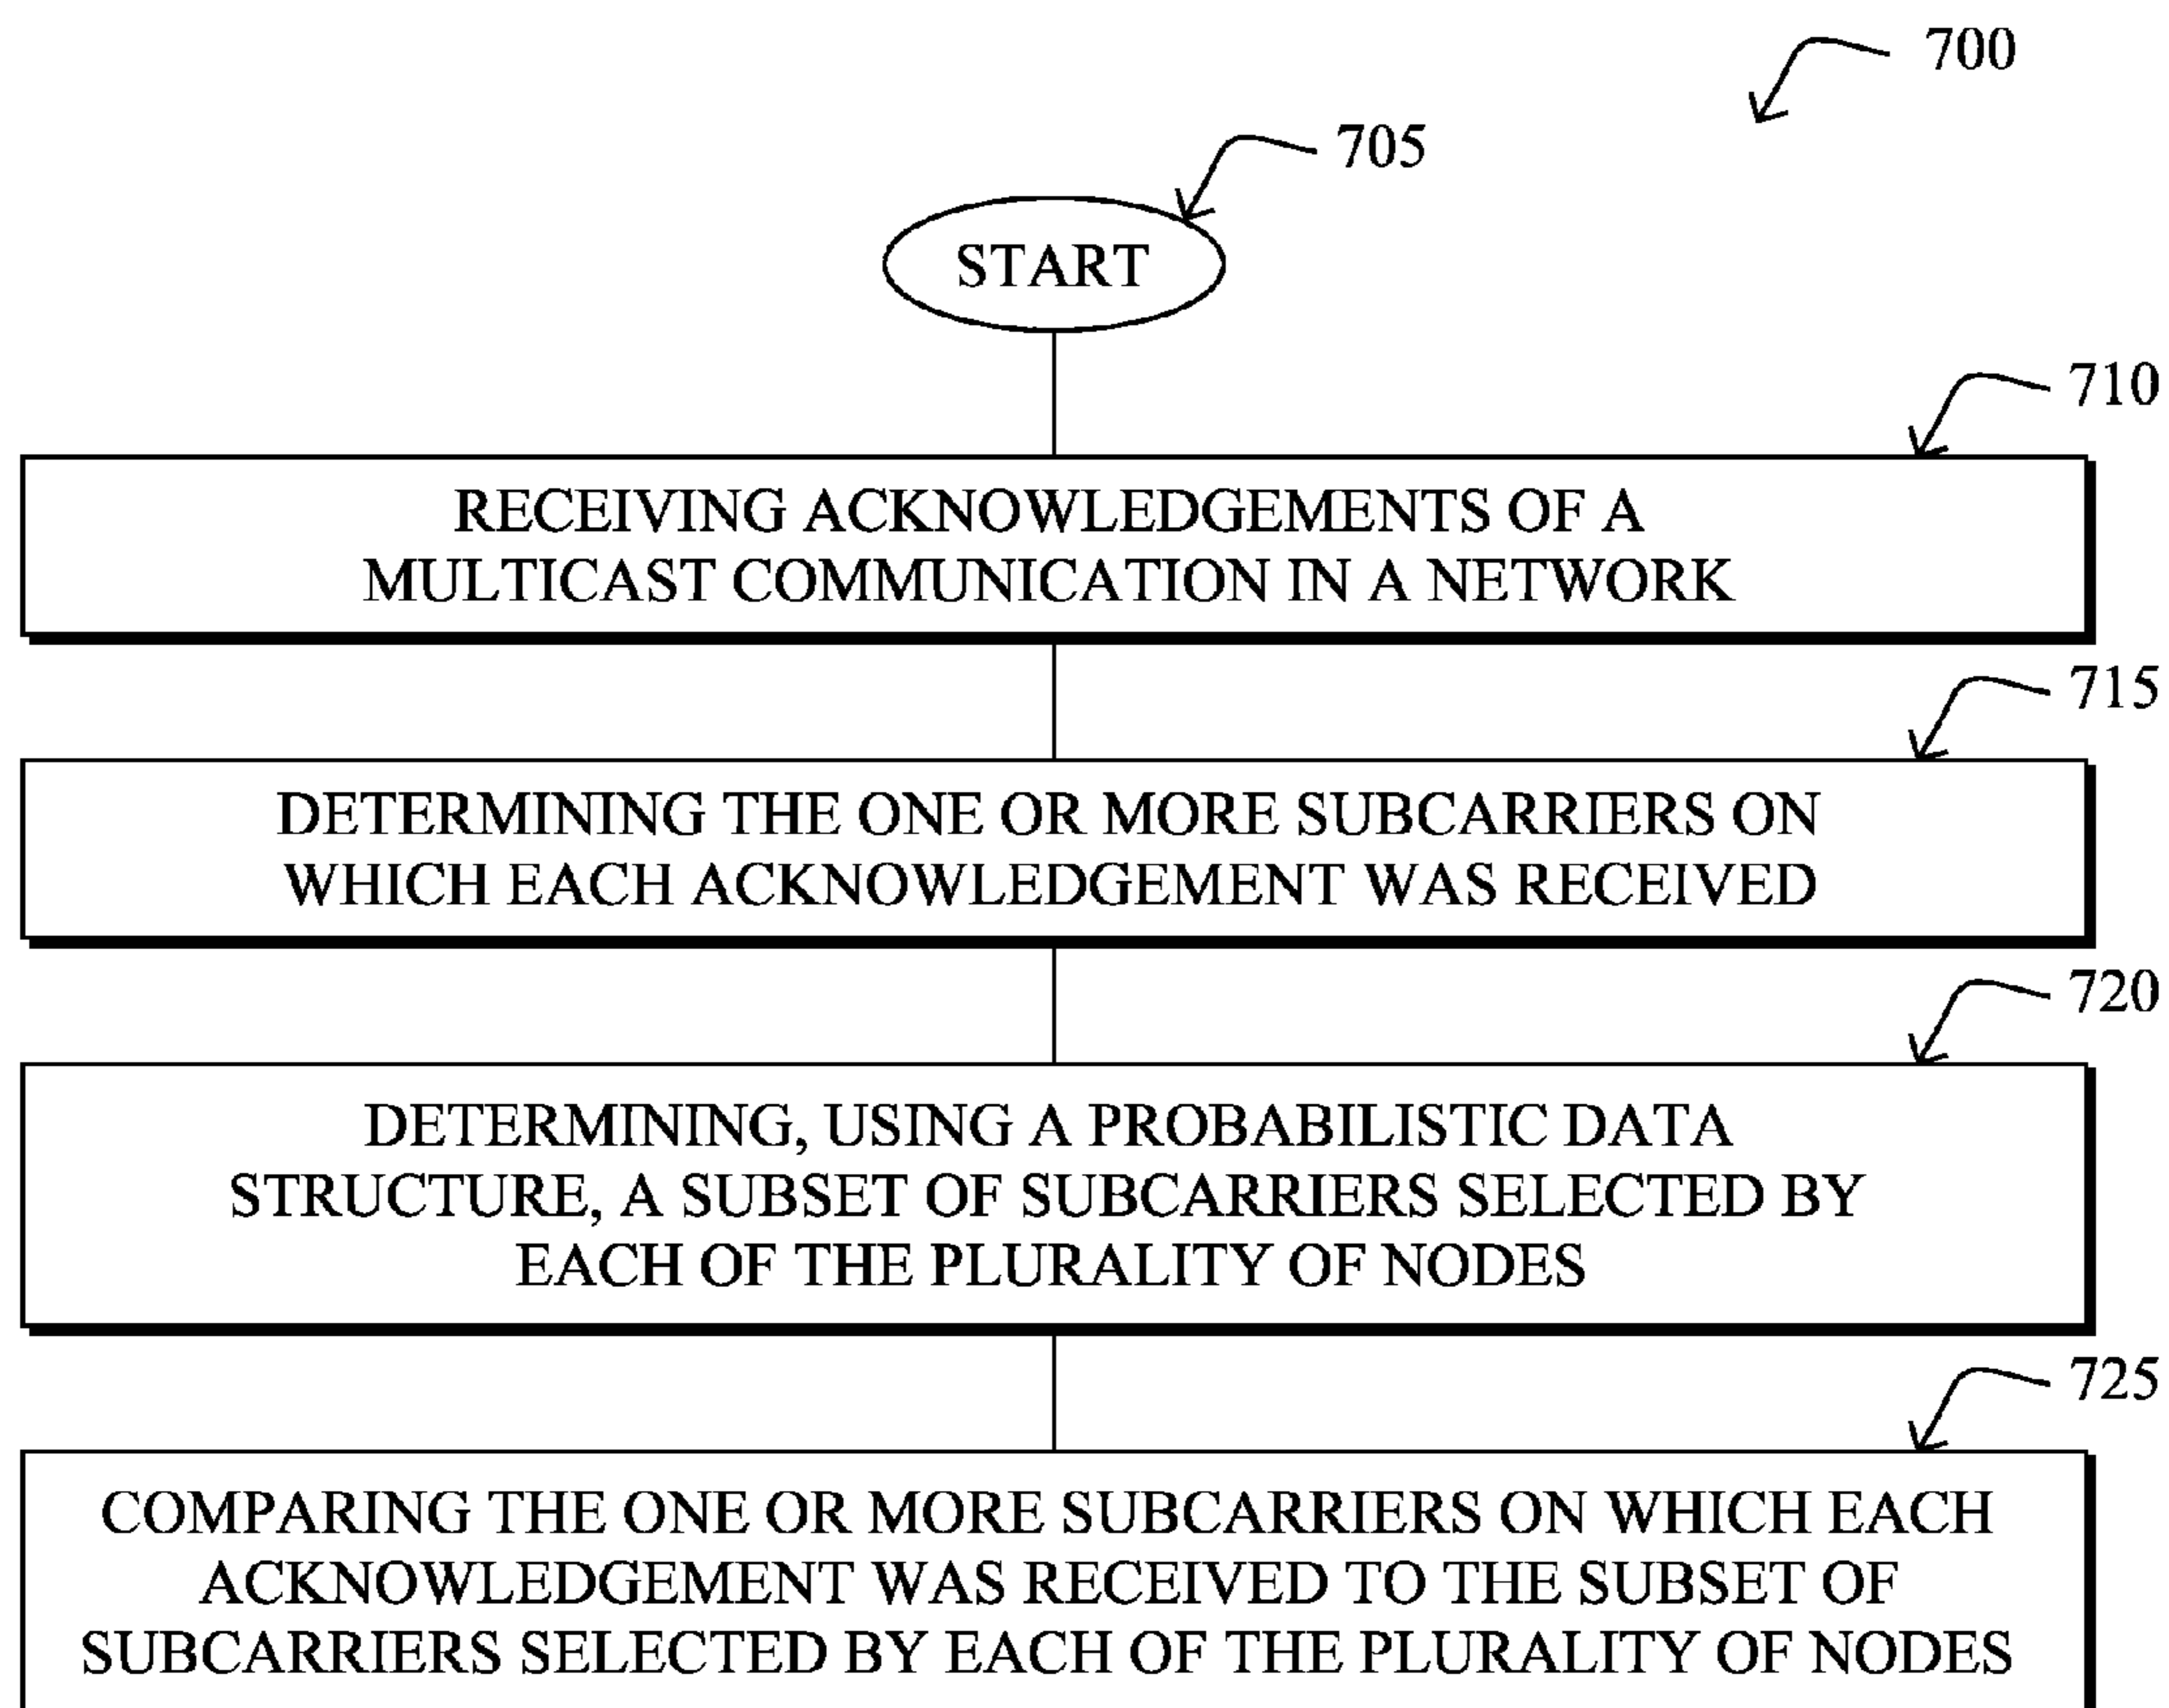 700
705
START
710
RECEIVING ACKNOWLEDGEMENTS OF A
MULTICAST COMMUNICATION IN A NETWORK
715
DETERMINING THE ONE OR MORE SUBCARRIERS ON
WHICH EACH ACKNOWLEDGEMENT WAS RECEIVED
720
DETERMINING, USING A PROBABILISTIC DATA
STRUCTURE, A SUBSET OF SUBCARRIERS SELECTED BY
EACH OF THE PLURALITY OF NODES
725
COMPARING THE ONE OR MORE SUBCARRIERS ON WHICH EACH
ACKNOWLEDGEMENT WAS RECEIVED TO THE SUBSET OF
SUBCARRIERS SELECTED BY EACH OF THE PLURALITY OF NODES